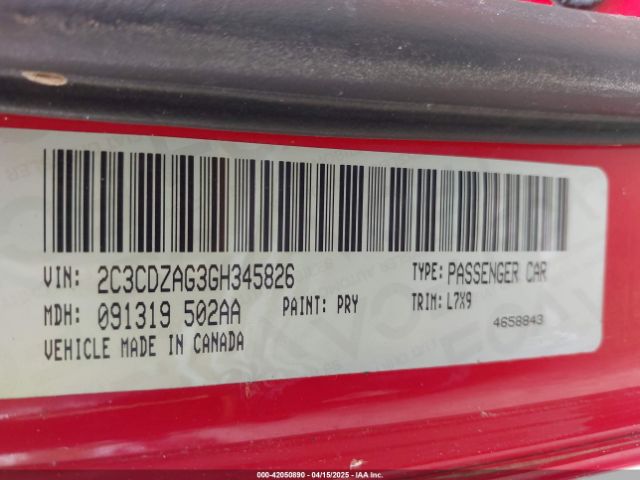 VIN: 2C3CDZAG3GH345826 TYPE: PASSENGER CAR
MDH: 091319 502AA PAINT: PRY TRIM: L7X9
VEHICLE MADE IN CANADA 4658843
000-42050890 - 04/15/2025 - IAA INC.